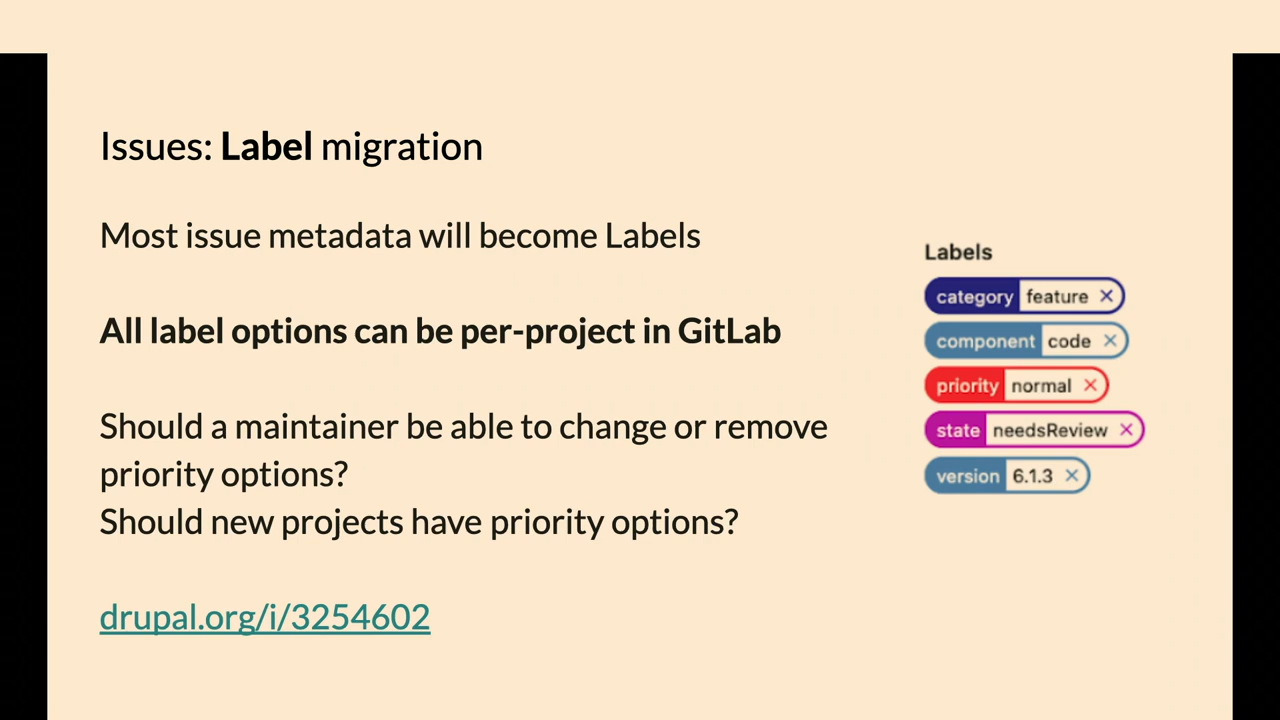 Issues: Label migration
Most issue metadata will become Labels
All label options can be per-project in GitLab
Should a maintainer be able to change or remove
priority options?
Should new projects have priority options?
drupal.org/i/3254602
Labels
category feature ×
component code ×
priority normal ×
state needsReview ×
version 6.1.3 ×